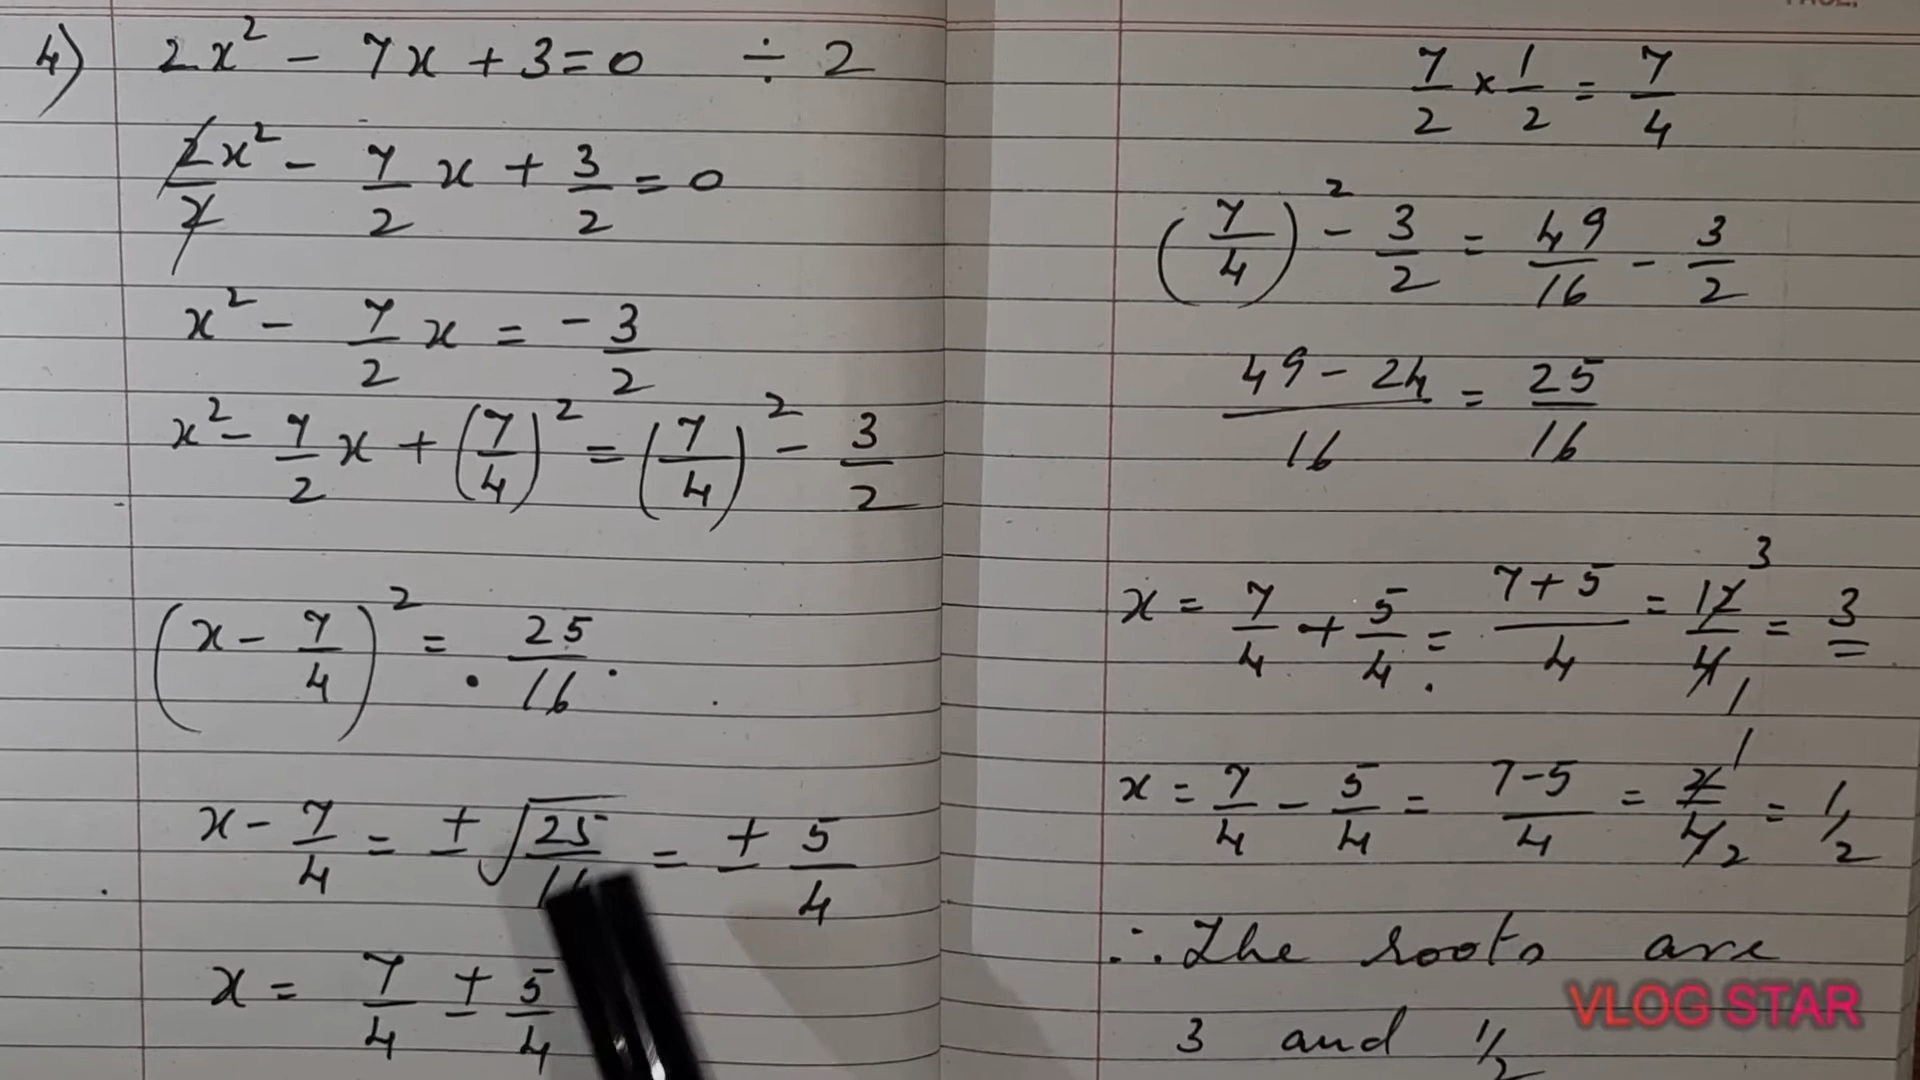 4) 2x² - 7x + 3 = 0 ÷ 2
2x²/2 - 7/2 x + 3/2 = 0
x² - 7/2 x = -3/2
x² - 7/2 x + (7/4)² = (7/4)² - 3/2
(x - 7/4)² = 25/16
x - 7/4 = ± √25/16 = ± 5/4
x = 7/4 ± 5/4
7/2 × 1/2 = 7/4
(7/4)² - 3/2 = 49/16 - 3/2
49 - 24/16 = 25/16
x = 7/4 + 5/4 = 7+5/4 = 12/4 3 1 = 3
x = 7/4 - 5/4 = 7-5/4 = 2/4 1 2 = 1/2
∴ The roots are
3 and 1/2
VLOG STAR